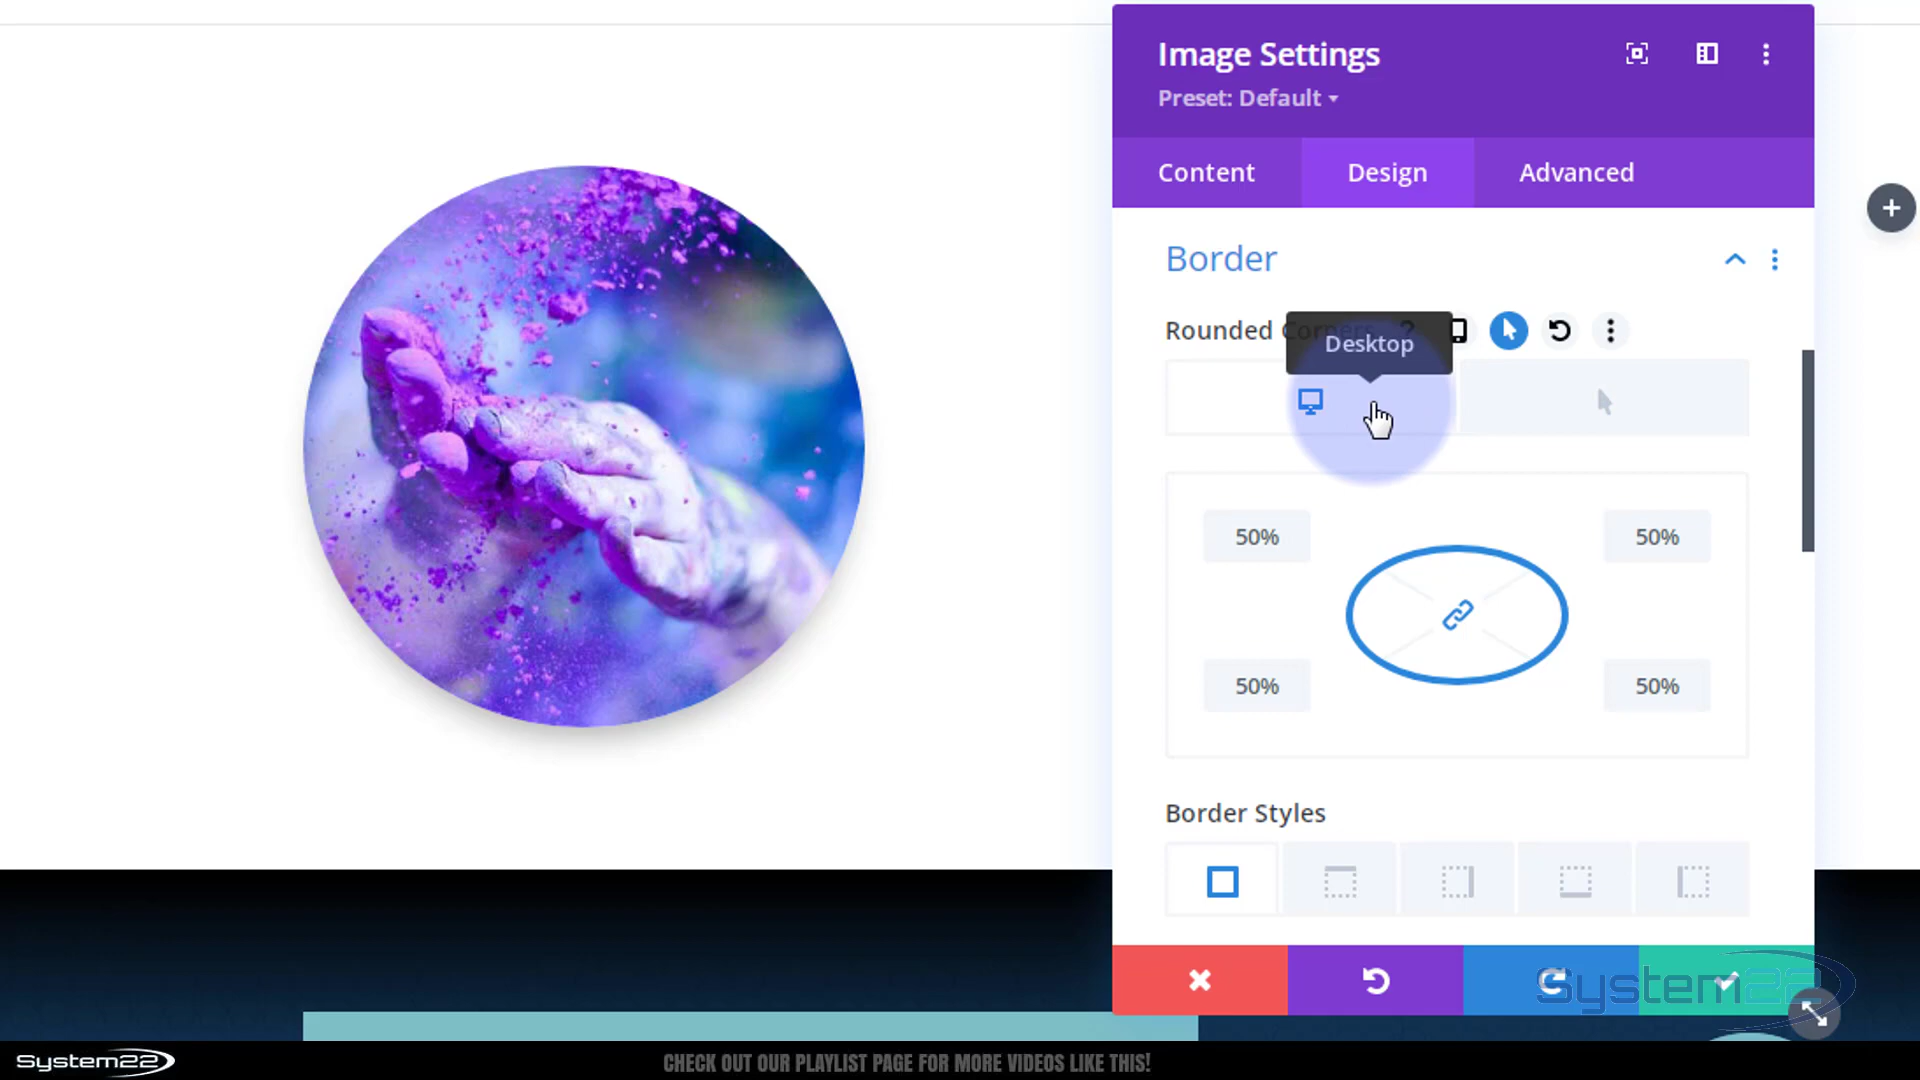 Image Settings
Preset: Default
Content
Design
Advanced
Border
Rounded Corners ?
Desktop
50%
50%
50%
50%
Border Styles
System22
System22
CHECK OUT OUR PLAYLIST PAGE FOR MORE VIDEOS LIKE THIS!